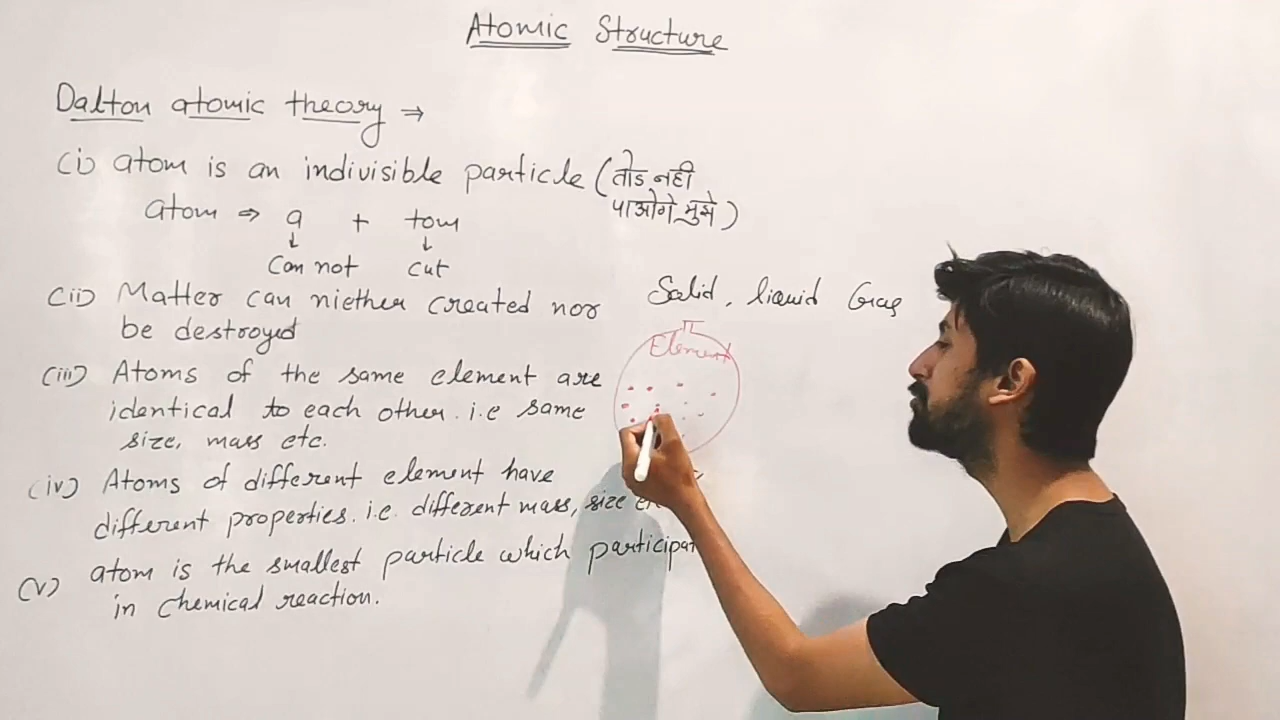 Atomic Structure
Dalton atomic theory ⇒
(i) atom is an indivisible particle (तोड नही
पाओगे मुझे)
atom ⇒ a + tom
↓ ↓
Can not cut
(ii) Matter can niether created nor
be destroyed
Solid, liquid Gas
Element
(iii) Atoms of the same element are
identical to each other. i.e same
size, mass etc.
(iv) Atoms of different element have
different properties. i.e. different mass, size
(v) atom is the smallest particle which
in chemical reaction.